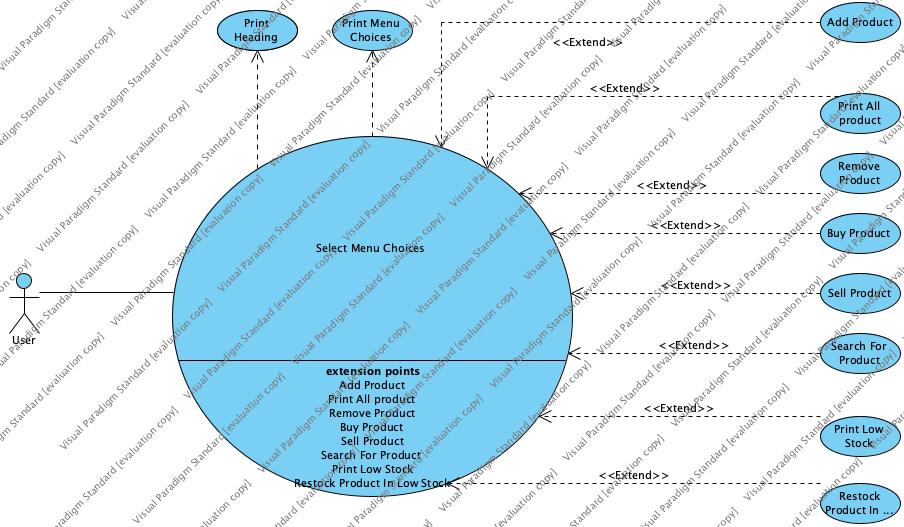 Print
Heading
Print Menu
Choices
Add Product
<<Extend>>
<<Extend>>
Print All
product
Remove
Product
<<Extend>>
<<Extend>>
Buy Product
Select Menu Choices
<<Extend>>
Sell Product
User
<<Extend>>
Search For
Product
extension points
Add Product
Print All product
Remove Product
Buy Product
Sell Product
Search For Product
Print Low Stock
Restock Product In Low Stock
<<Extend>>
Print Low
Stock
<<Extend>>
Restock
Product In ...
Visual Paradigm Standard [evaluation copy]